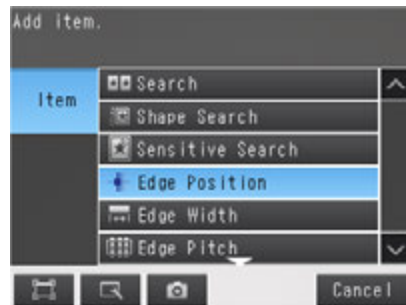 Add item.
Item
Search
Shape Search
Sensitive Search
Edge Position
Edge Width
Edge Pitch
Cancel